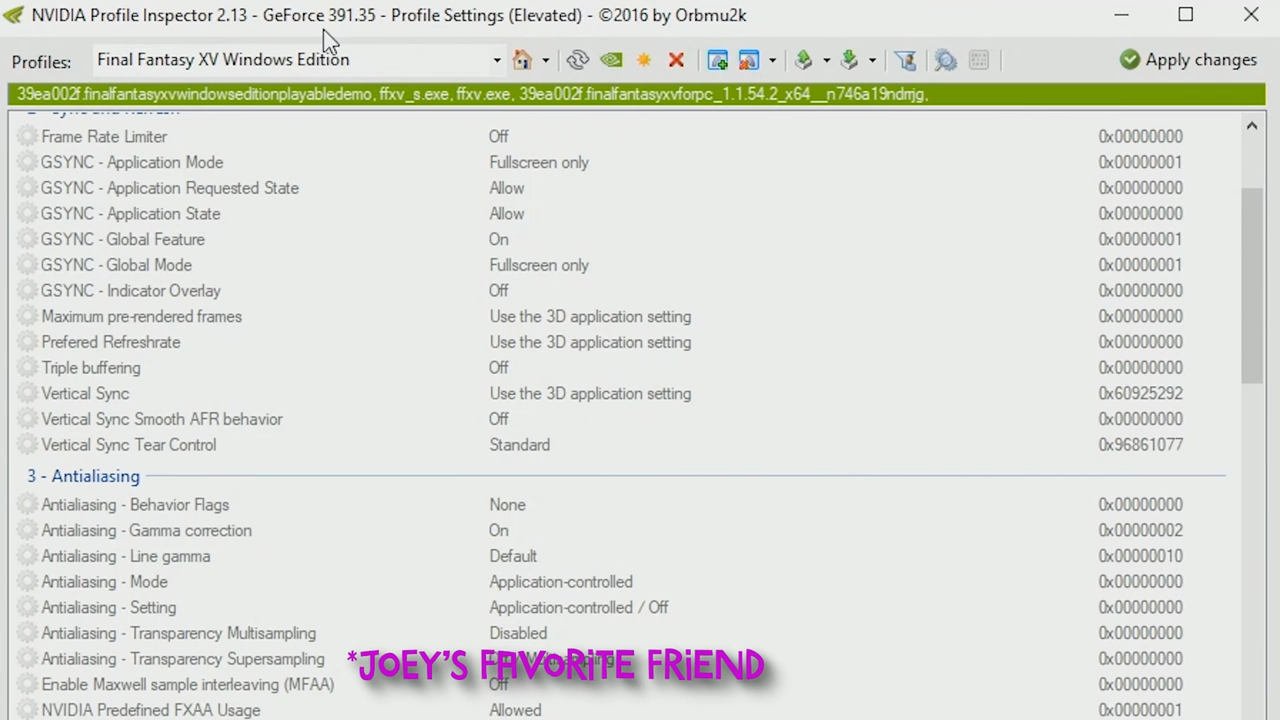 NVIDIA Profile Inspector 2.13 - GeForce 391.35 - Profile Settings (Elevated) - ©2016 by Orbmu2k
Profiles: Final Fantasy XV Windows Edition Apply changes
39ea002f.finalfantasyxvwindowseditionplayabledemo, ffxv_s.exe, ffxv.exe, 39ea002f.finalfantasyxvforpc_1.1.54.2_x64__n746a19ndrrjg,
2 - Sync and Refresh
Frame Rate Limiter Off 0x00000000
GSYNC - Application Mode Fullscreen only 0x00000001
GSYNC - Application Requested State Allow 0x00000000
GSYNC - Application State Allow 0x00000000
GSYNC - Global Feature On 0x00000001
GSYNC - Global Mode Fullscreen only 0x00000001
GSYNC - Indicator Overlay Off 0x00000000
Maximum pre-rendered frames Use the 3D application setting 0x00000000
Prefered Refreshrate Use the 3D application setting 0x00000000
Triple buffering Off 0x00000000
Vertical Sync Use the 3D application setting 0x60925292
Vertical Sync Smooth AFR behavior Off 0x00000000
Vertical Sync Tear Control Standard 0x96861077
3 - Antialiasing
Antialiasing - Behavior Flags None 0x00000000
Antialiasing - Gamma correction On 0x00000002
Antialiasing - Line gamma Default 0x00000010
Antialiasing - Mode Application-controlled 0x00000000
Antialiasing - Setting Application-controlled / Off 0x00000000
Antialiasing - Transparency Multisampling Disabled 0x00000000
Antialiasing - Transparency Supersampling 0x00000000
*JOEY'S FAVORITE FRIEND
Enable Maxwell sample interleaving (MFAA) Off 0x00000000
NVIDIA Predefined FXAA Usage Allowed 0x00000001